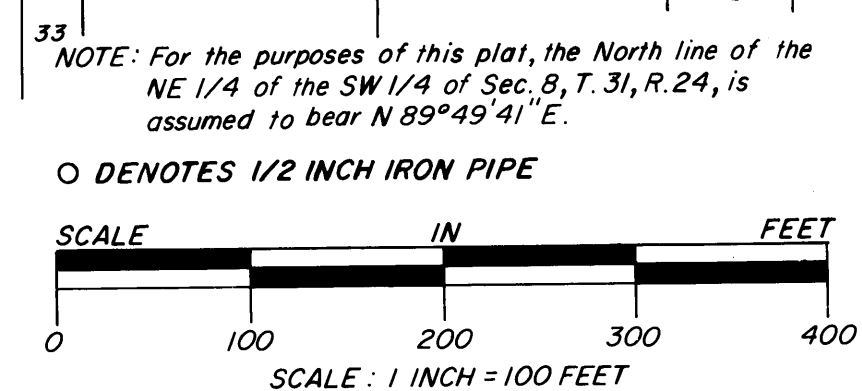 33
NOTE: For the purposes of this plat, the North line of the
NE 1/4 of the SW 1/4 of Sec. 8, T. 31, R. 24, is
assumed to bear N 89°49'41"E.
O DENOTES 1/2 INCH IRON PIPE
SCALE IN FEET
0 100 200 300 400
SCALE : 1 INCH = 100 FEET